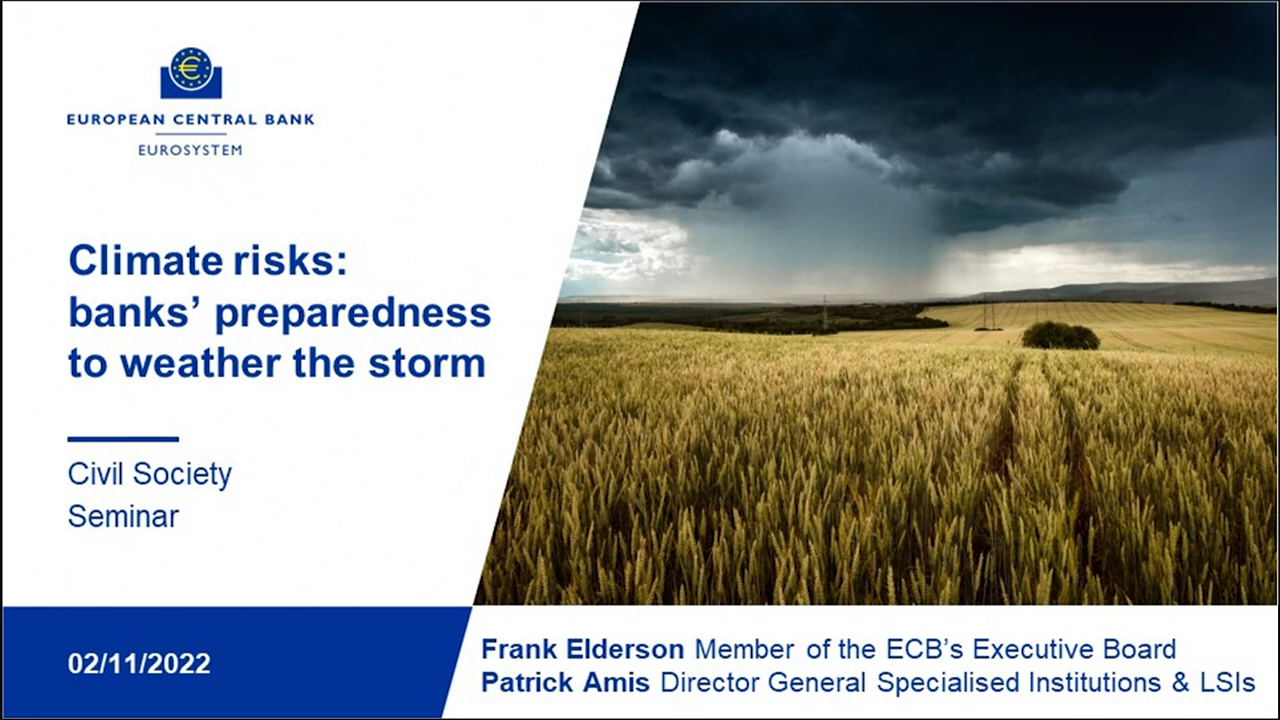 €
EUROPEAN CENTRAL BANK
EUROSYSTEM
Climate risks:
banks’ preparedness
to weather the storm
Civil Society
Seminar
02/11/2022
Frank Elderson Member of the ECB’s Executive Board
Patrick Amis Director General Specialised Institutions & LSIs